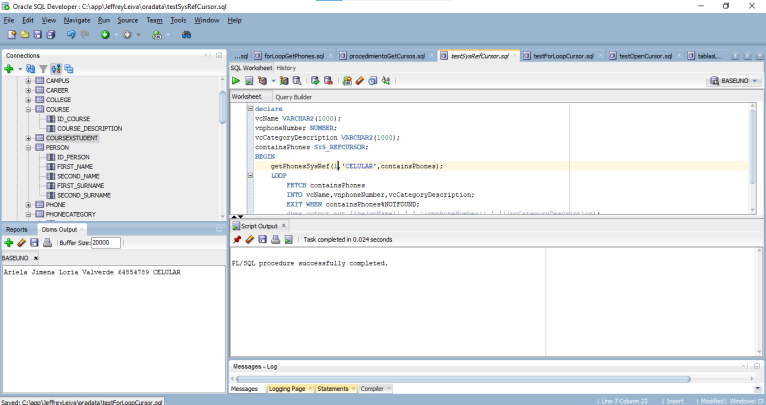 Oracle SQL Developer : C:\app\JeffreyLeiva\oradata\testSysRefCursor.sql
File Edit View Navigate Run Source Team Tools Window Help
Connections
CAMPUS
CAREER
COLLEGE
COURSE
ID_COURSE
COURSE_DESCRIPTION
COURSEXSTUDENT
PERSON
ID_PERSON
FIRST_NAME
SECOND_NAME
FIRST_SURNAME
SECOND_SURNAME
PHONE
PHONECATEGORY
Reports Dbms Output
Buffer Size: 20000
BASEUNO
Ariela Jimena Loria Valverde 64854789 CELULAR
...sql forLoopGetPhones.sql procedimientoGetCursor.sql testSysRefCursor.sql testForLoopCursor.sql testOpenCursor.sql tablasL...
SQL Worksheet History
BASEUNO
Worksheet Query Builder
declare
vcName VARCHAR2(1000);
vnphoneNumber NUMBER;
vcCategoryDescription VARCHAR2(1000);
containsPhones SYS_REFCURSOR;
BEGIN
getPhonesSysRef(1,'CELULAR',containsPhones);
LOOP
FETCH containsPhones
INTO vcName,vnphoneNumber,vcCategoryDescription;
EXIT WHEN containsPhones%NOTFOUND;
Script Output
Task completed in 0.024 seconds
PL/SQL procedure successfully completed.
Messages - Log
Messages Logging Page Statements Compiler
Saved: C:\app\JeffreyLeiva\oradata\testForLoopCursor.sql
Line 7 Column 22 | Insert | Modified | Windows: C